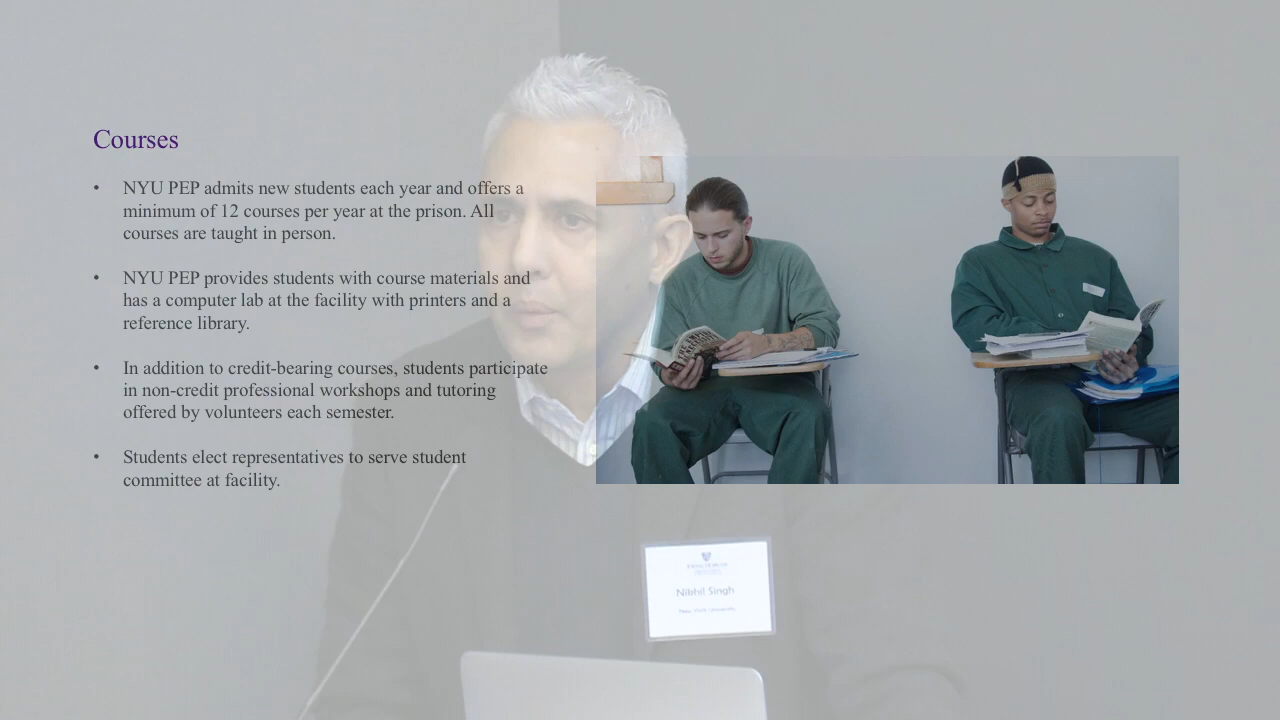 Courses
• NYU PEP admits new students each year and offers a
minimum of 12 courses per year at the prison. All
courses are taught in person.
• NYU PEP provides students with course materials and
has a computer lab at the facility with printers and a
reference library.
• In addition to credit-bearing courses, students participate
in non-credit professional workshops and tutoring
offered by volunteers each semester.
• Students elect representatives to serve student
committee at facility.
Nibhil Singh
New York University